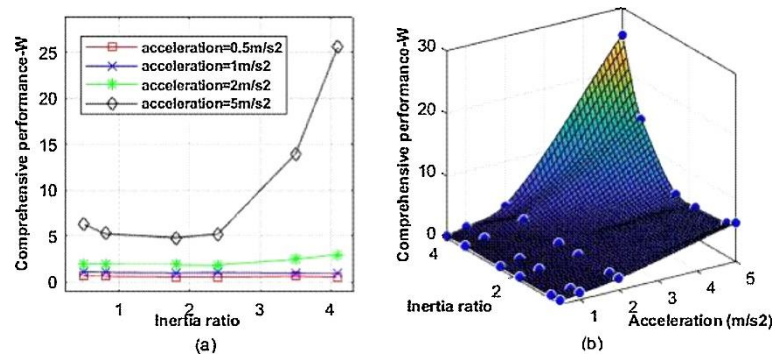 Comprehensive performance-W
25
20
15
10
5
0
acceleration=0.5m/s2
acceleration=1m/s2
acceleration=2m/s2
acceleration=5m/s2
1
2
3
4
Inertia ratio
(a)
Comprehensive performance-W
30
20
10
0
4
2
Inertia ratio
1
2
3
4
5
Acceleration (m/s2)
(b)